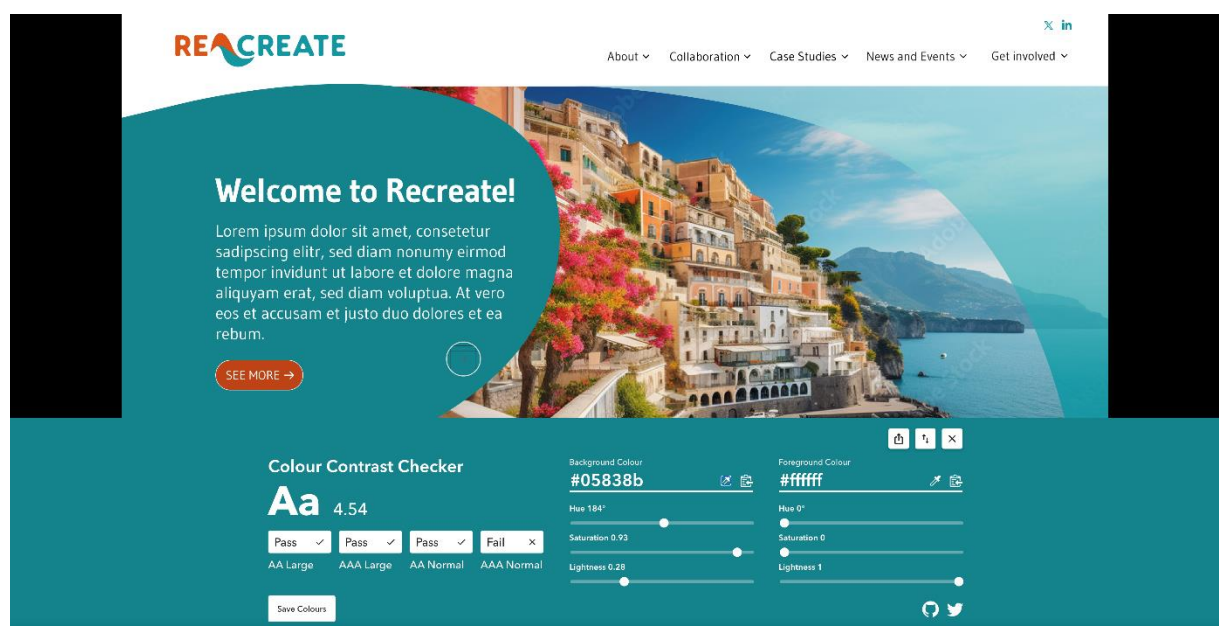 RECREATE
About Collaboration Case Studies News and Events Get involved
Welcome to Recreate!
Lorem ipsum dolor sit amet, consetetur
sadipscing elitr, sed diam nonumy eirmod
tempor invidunt ut labore et dolore magna
aliquyam erat, sed diam voluptua. At vero
eos et accusam et justo duo dolores et ea
rebum.
SEE MORE →
Colour Contrast Checker
Aa 4.54
Pass ✓ Pass ✓ Pass ✓ Fail ×
AA Large AAA Large AA Normal AAA Normal
Save Colours
Background Colour
#05838b
Hue 184°
Saturation 0.93
Lightness 0.28
Foreground Colour
#ffffff
Hue 0°
Saturation 0
Lightness 1